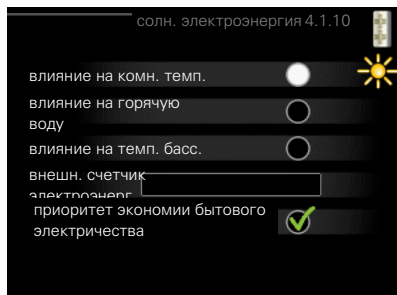 солн. электроэнергия 4.1.10
влияние на комн. темп.
влияние на горячую
воду
влияние на темп. басс.
внешн. счетчик
электроэнерг.
приоритет экономии бытового
электричества